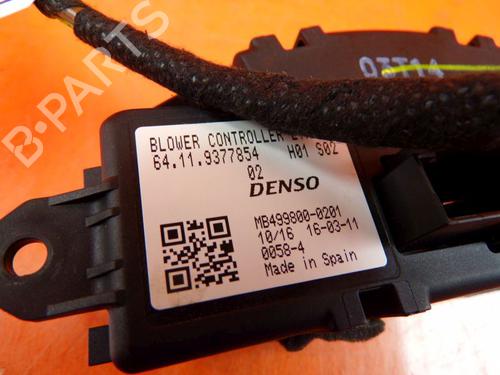 B-PARTS
03T14
BLOWER CONTROLLER
64.11.9377854 H01 S02
02
DENSO
MB499800-0201
10/16 16-03-11
0058-4
Made in Spain